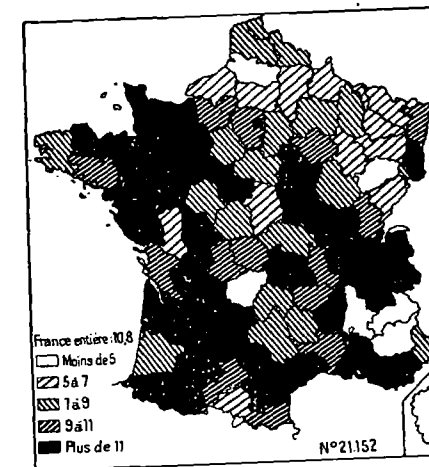 France entière: 10,8
Moins de 5
5 à 7
7 à 9
9 à 11
Plus de 11
N° 21.152